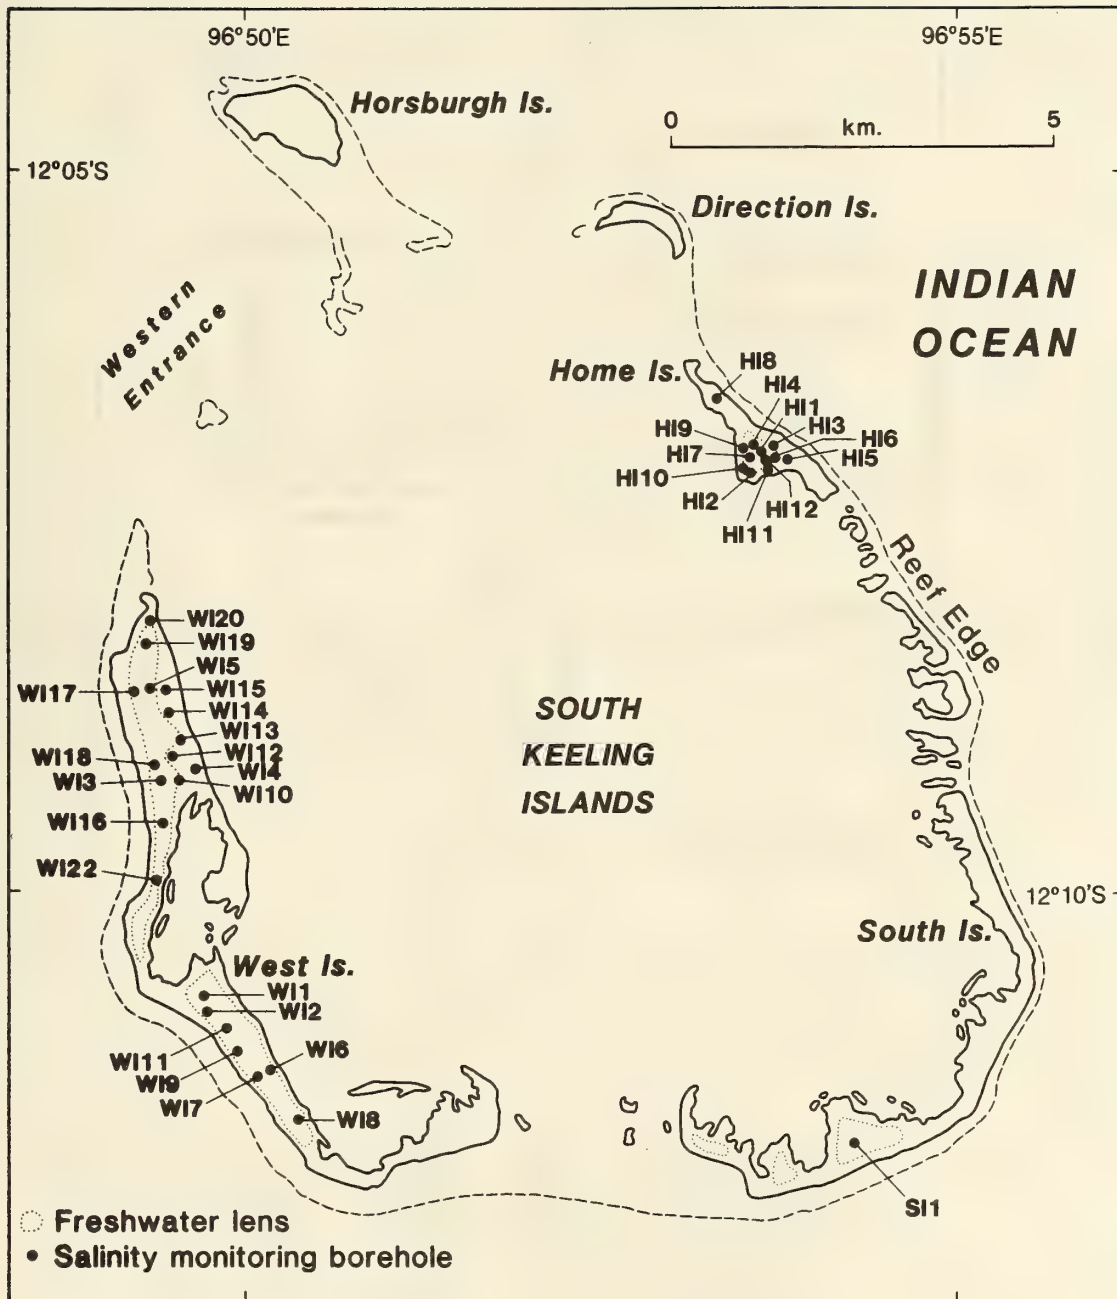 96°50'E
96°55'E
Horsburgh Is.
0
km.
5
12°05'S
Direction Is.
INDIAN
OCEAN
Western
Entrance
Home Is.
HI8
HI4
HI1
HI3
HI9
HI6
HI7
HI5
HI10
HI2
HI12
HI11
Reef Edge
WI20
WI19
WI5
WI17
WI15
WI14
WI13
WI12
WI18
WI4
WI3
WI10
WI16
WI22
SOUTH
KEELING
ISLANDS
12°10'S
South Is.
West Is.
WI1
WI2
WI11
WI6
WI9
WI7
WI8
SI1
Freshwater lens
Salinity monitoring borehole